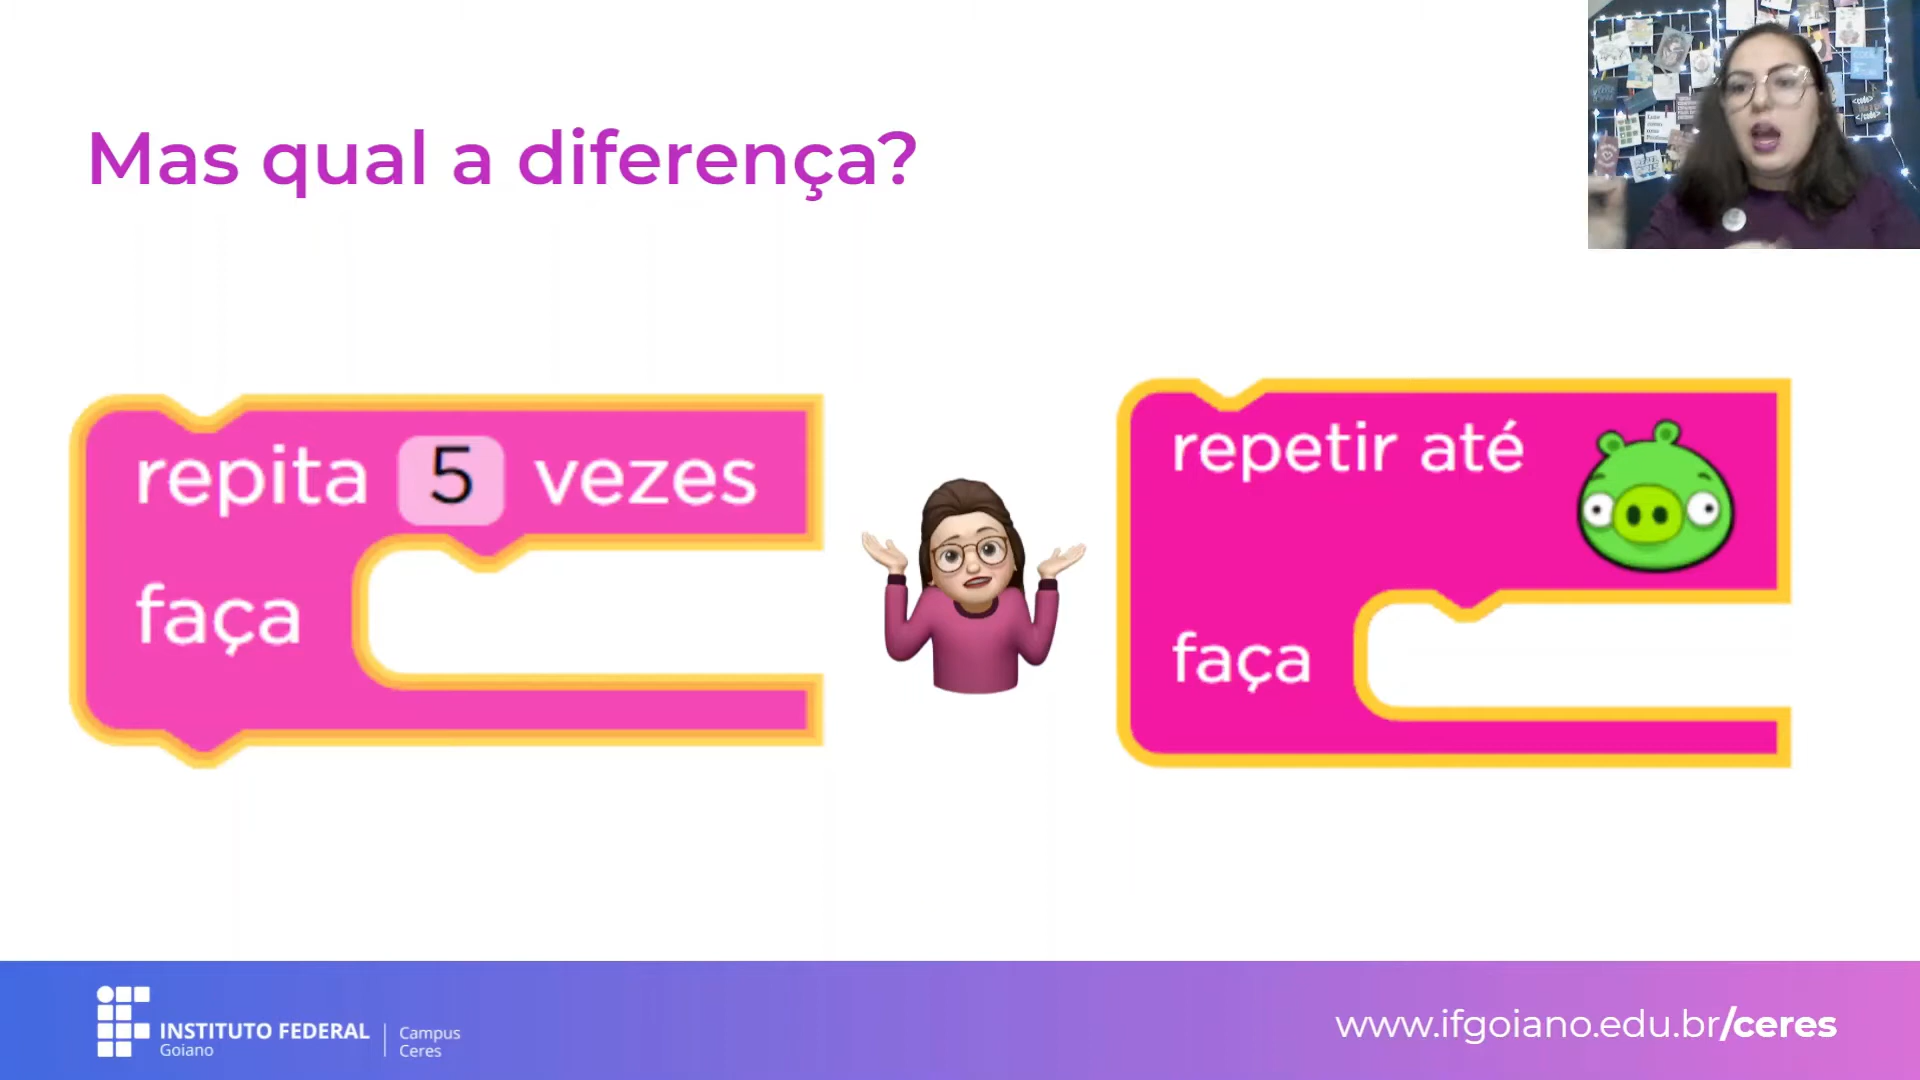 Mas qual a diferença?
repita 5 vezes
faça
repetir até
faça
INSTITUTO FEDERAL
Goiano
Campus
Ceres
www.ifgoiano.edu.br/ceres